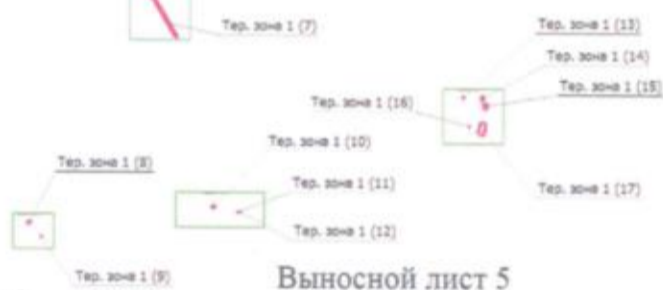 Тер. зона 1 (7)
Тер. зона 1 (13)
Тер. зона 1 (14)
Тер. зона 1 (15)
Тер. зона 1 (16)
Тер. зона 1 (10)
Тер. зона 1 (8)
Тер. зона 1 (11)
Тер. зона 1 (17)
Тер. зона 1 (12)
Тер. зона 1 (9)
Выносной лист 5